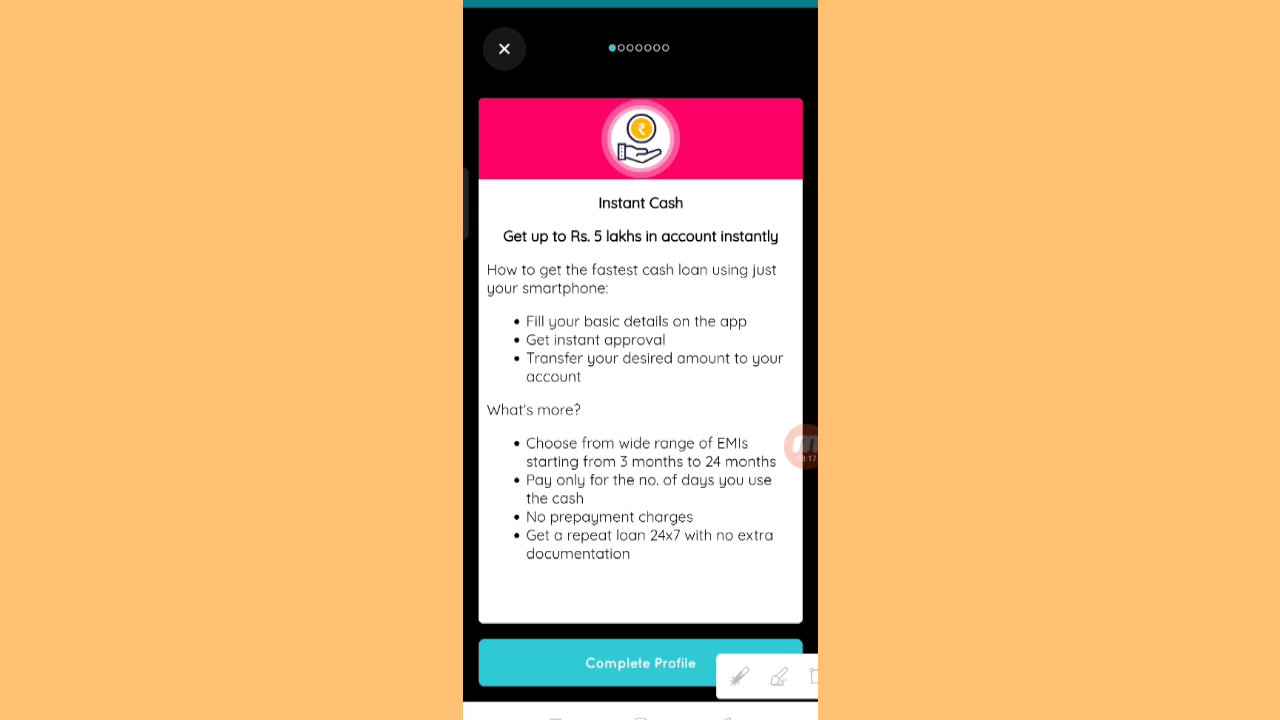 Instant Cash
Get up to Rs. 5 lakhs in account instantly
How to get the fastest cash loan using just
your smartphone:
Fill your basic details on the app
Get instant approval
Transfer your desired amount to your
account
What's more?
Choose from wide range of EMIs
starting from 3 months to 24 months
Pay only for the no. of days you use
the cash
No prepayment charges
Get a repeat loan 24x7 with no extra
documentation
Complete Profile